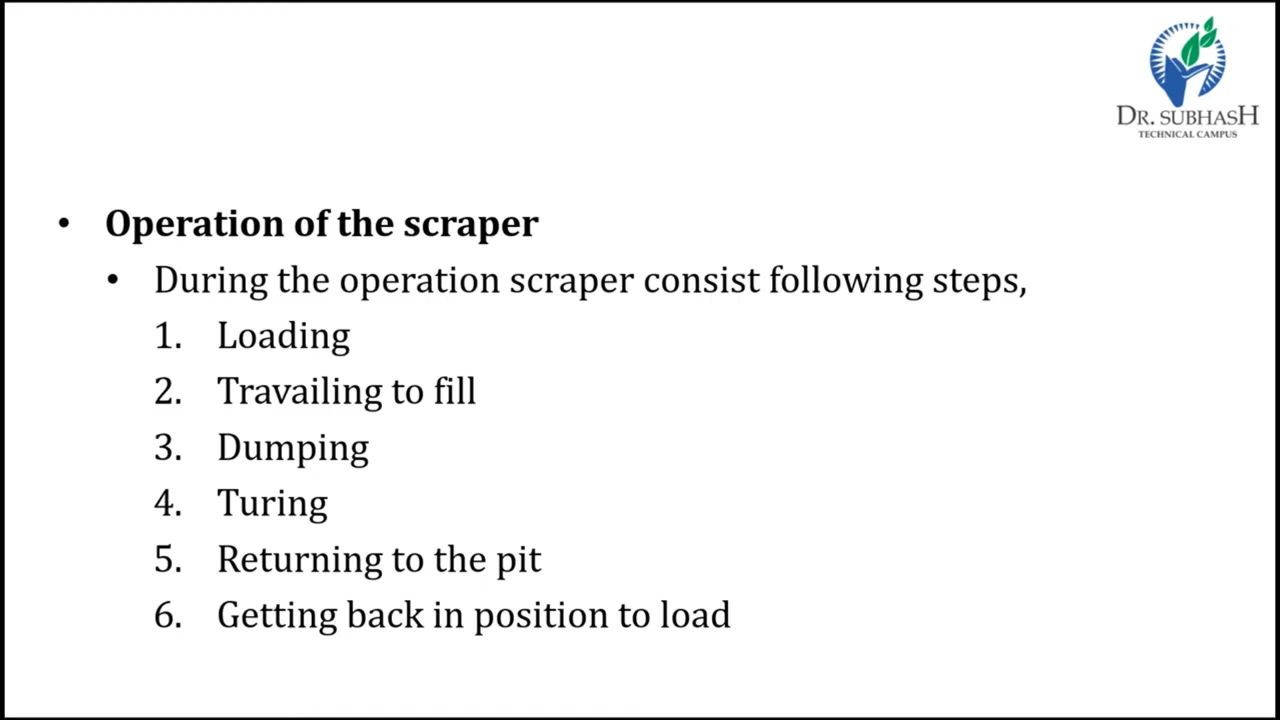 DR. SUBHASH
TECHNICAL CAMPUS
• Operation of the scraper
• During the operation scraper consist following steps,
1. Loading
2. Travailing to fill
3. Dumping
4. Turing
5. Returning to the pit
6. Getting back in position to load